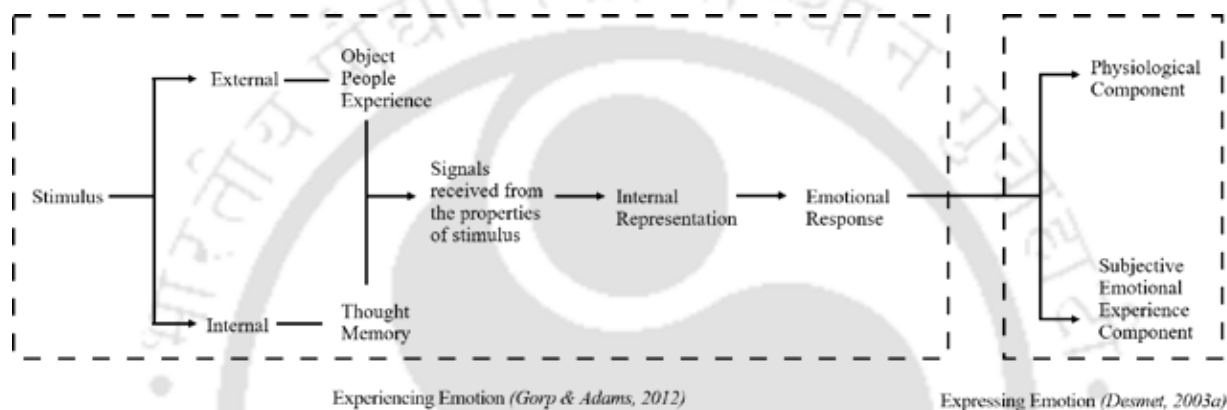 Object
People
Experience
External
Physiological
Component
Stimulus
Signals
received from
the properties
of stimulus
Internal
Representation
Emotional
Response
Internal
Thought
Memory
Subjective
Emotional
Experience
Component
Experiencing Emotion (Gorp & Adams, 2012)
Expressing Emotion (Desmet, 2003a)
भारतीय